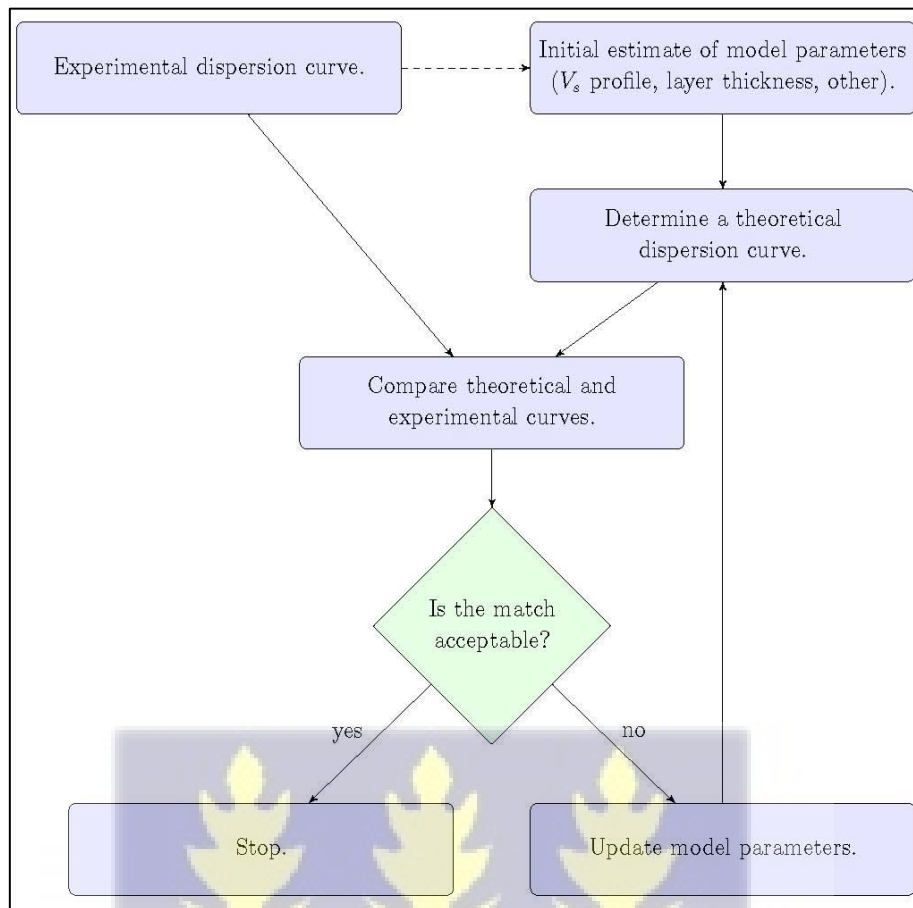 Experimental dispersion curve.
Initial estimate of model parameters
(Vs profile, layer thickness, other).
Determine a theoretical
dispersion curve.
Compare theoretical and
experimental curves.
Is the match
acceptable?
yes
no
Stop.
Update model parameters.